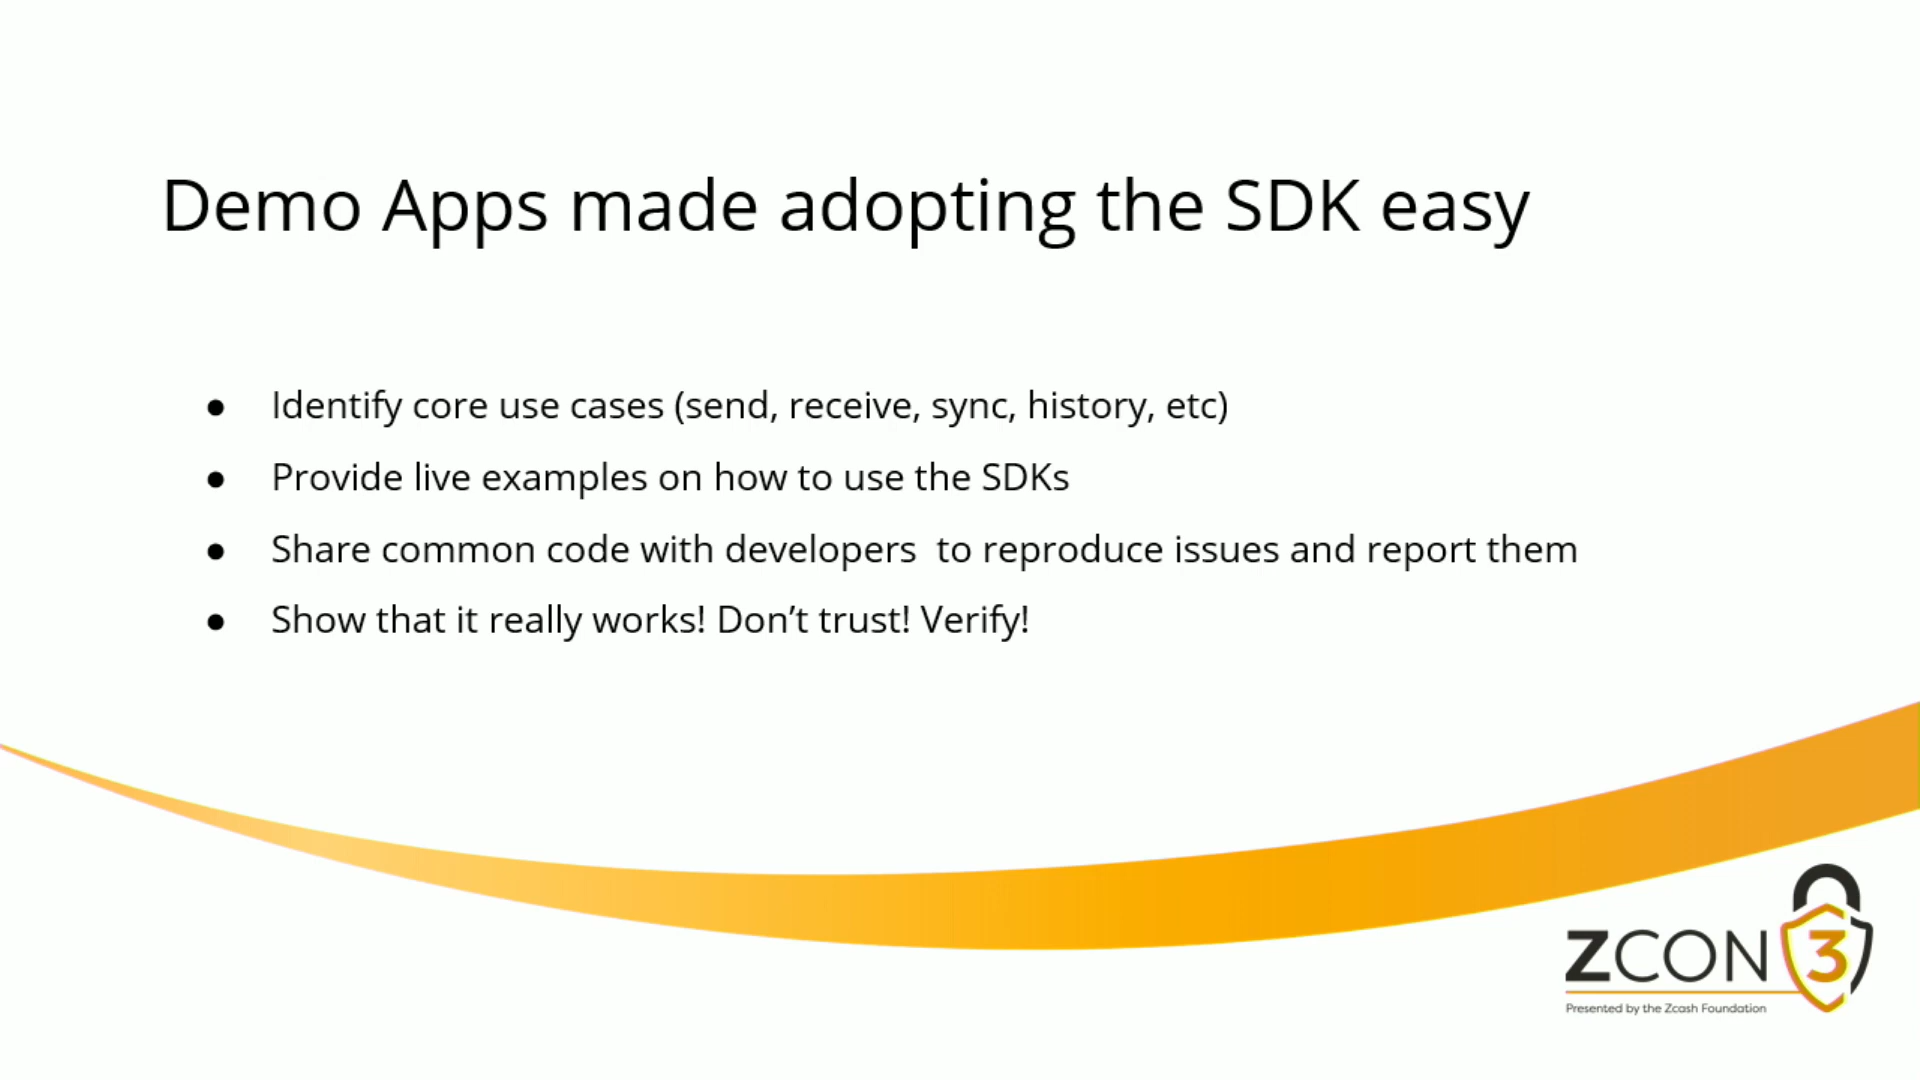 Demo Apps made adopting the SDK easy
● Identify core use cases (send, receive, sync, history, etc)
● Provide live examples on how to use the SDKs
● Share common code with developers  to reproduce issues and report them
● Show that it really works! Don’t trust! Verify!
ZCON 3
Presented by the Zcash Foundation